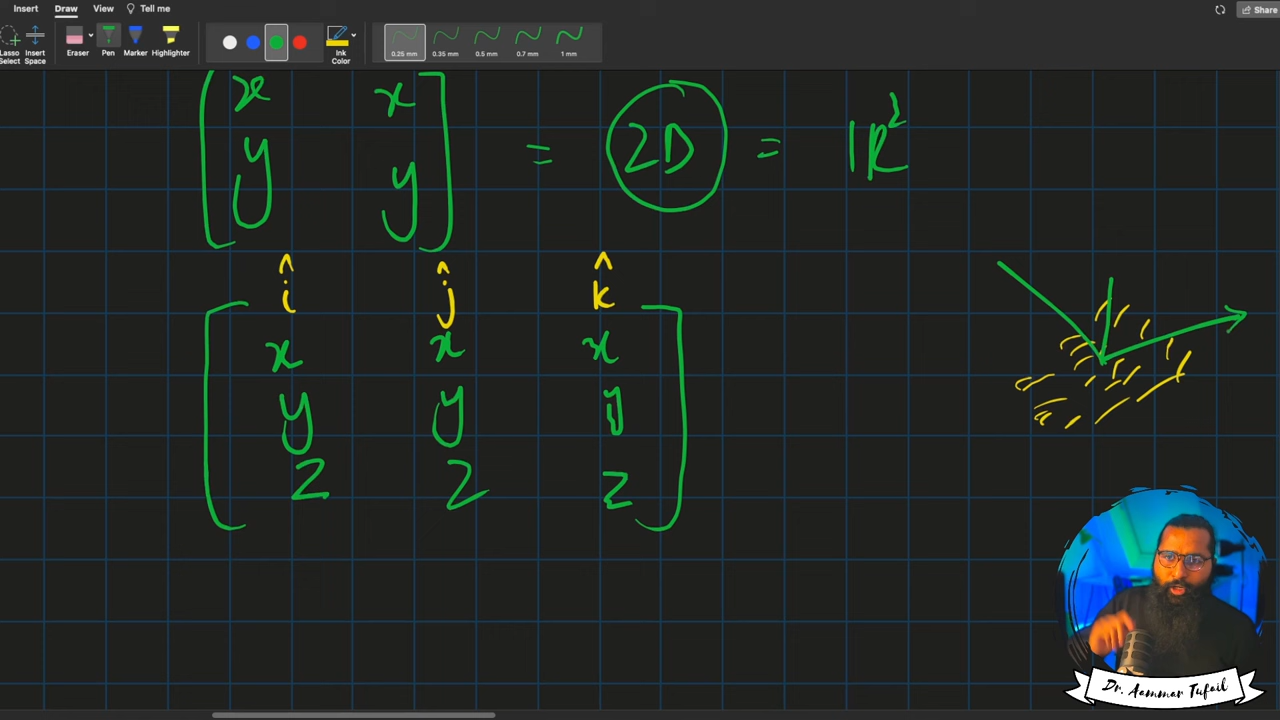 Insert Draw View Tell me
Share
Lasso Select
Insert Space
Eraser
Pen
Marker
Highlighter
Ink Color
0.25 mm
0.35 mm
0.5 mm
0.7 mm
1 mm
x x
y y = 2D = ℝ²
î ĵ k̂
x x x
y y y
z z z
Dr. Aammar Tufail